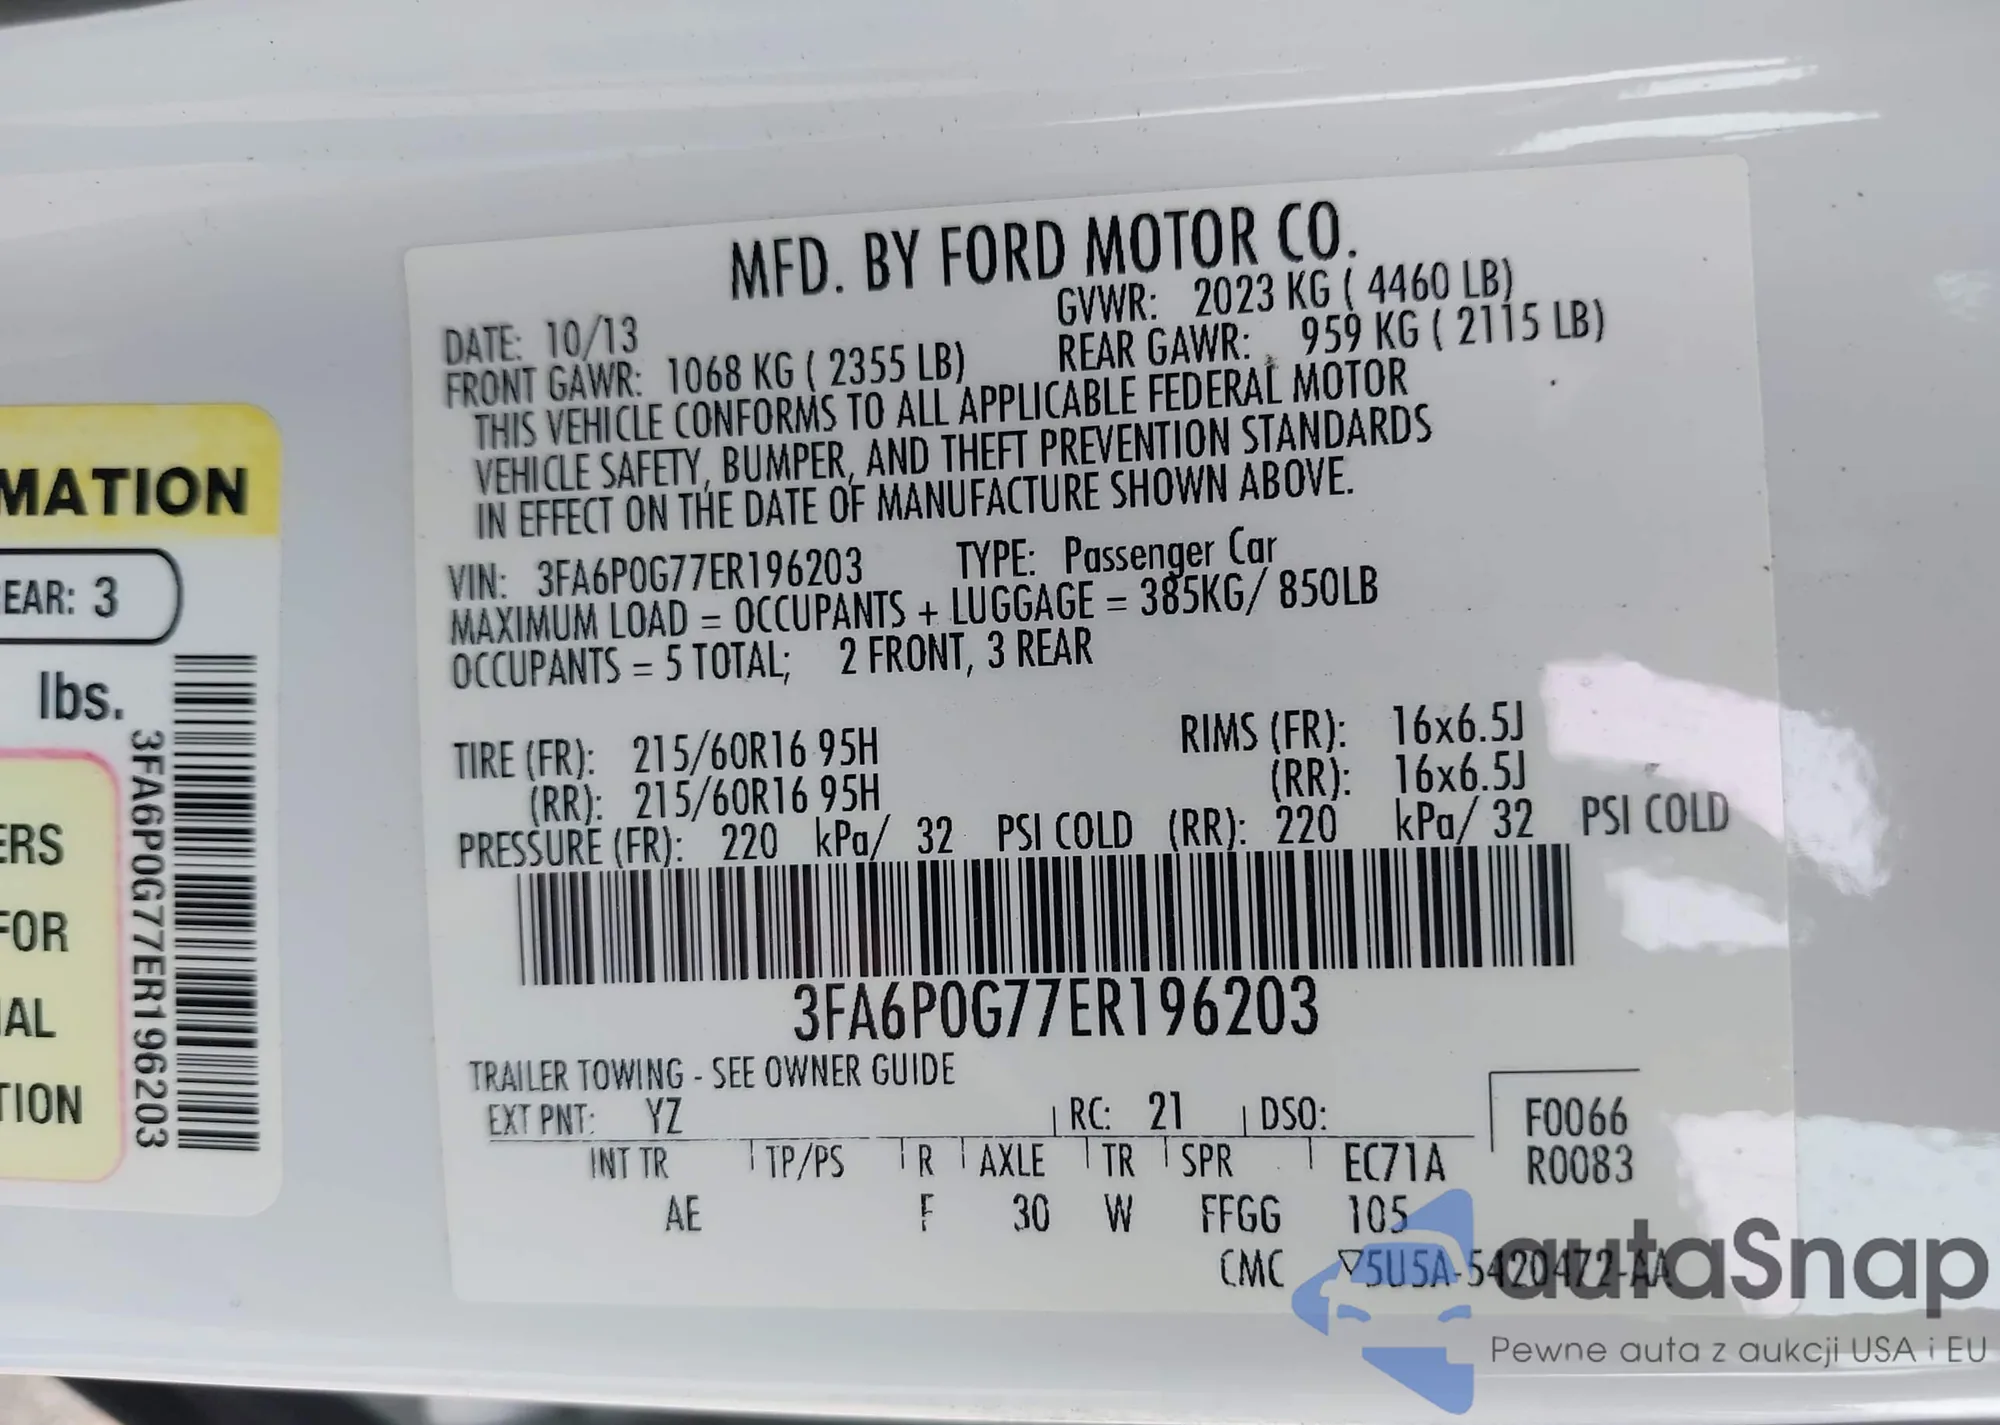 MATION
EAR: 3
lbs.
ERS
FOR
IAL
TION
3FA6P0G77ER196203
MFD. BY FORD MOTOR CO.
DATE: 10/13 GVWR: 2023 KG ( 4460 LB)
FRONT GAWR: 1068 KG ( 2355 LB) REAR GAWR: 959 KG ( 2115 LB)
THIS VEHICLE CONFORMS TO ALL APPLICABLE FEDERAL MOTOR
VEHICLE SAFETY, BUMPER, AND THEFT PREVENTION STANDARDS
IN EFFECT ON THE DATE OF MANUFACTURE SHOWN ABOVE.
VIN: 3FA6P0G77ER196203 TYPE: Passenger Car
MAXIMUM LOAD = OCCUPANTS + LUGGAGE = 385KG/ 850LB
OCCUPANTS = 5 TOTAL; 2 FRONT, 3 REAR
TIRE (FR): 215/60R16 95H RIMS (FR): 16x6.5J
(RR): 215/60R16 95H (RR): 16x6.5J
PRESSURE (FR): 220 kPa/ 32 PSI COLD (RR): 220 kPa/ 32 PSI COLD
3FA6P0G77ER196203
TRAILER TOWING - SEE OWNER GUIDE
EXT PNT: YZ RC: 21 DSO: F0066
INT TR TP/PS R AXLE TR SPR EC71A R0083
AE F 30 W FFGG 105
CMC ▽5U5A-5420472-AA
autaSnap
Pewne auta z aukcji USA i EU